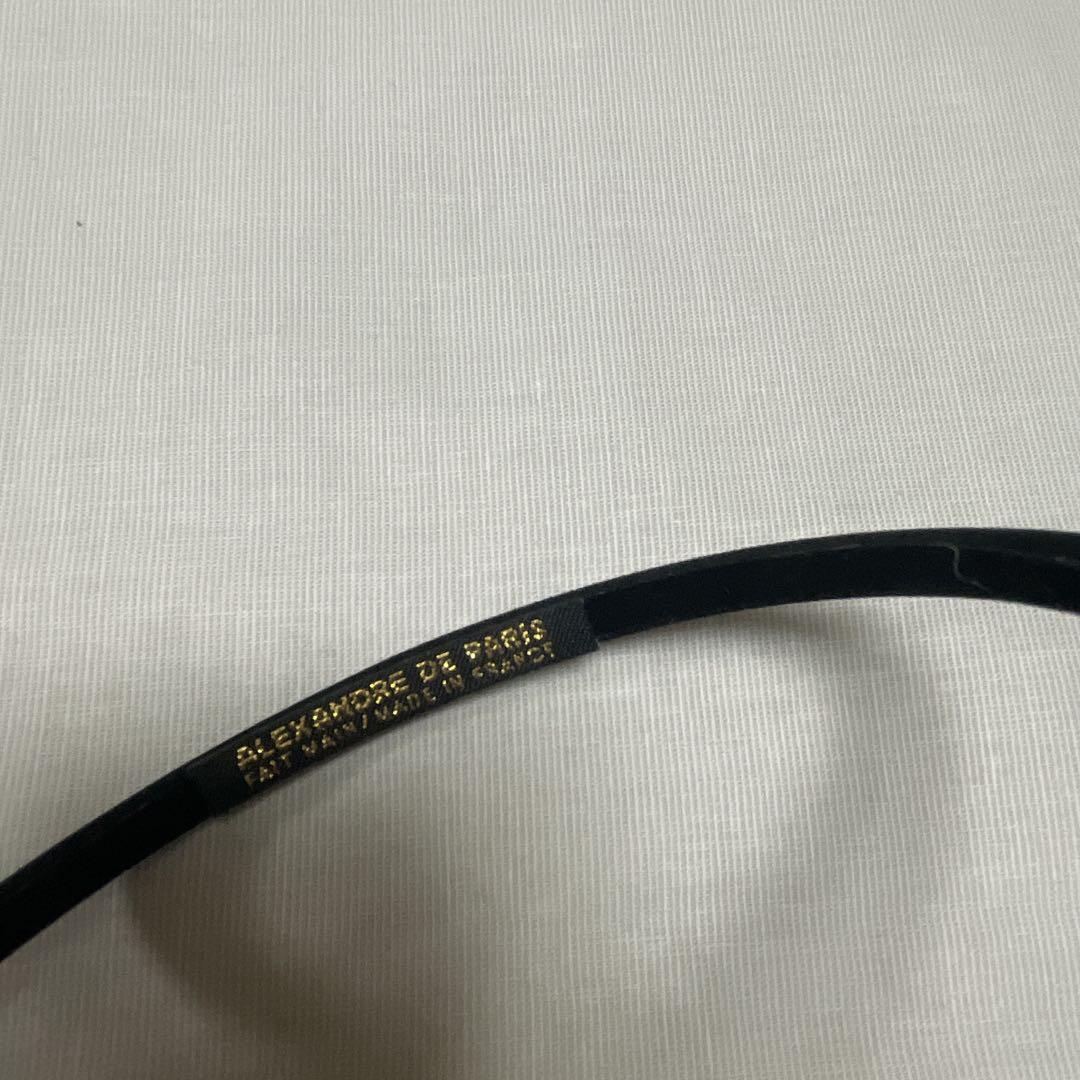 ALEXANDRE DE PARIS
FAIT MAIN / MADE IN FRANCE